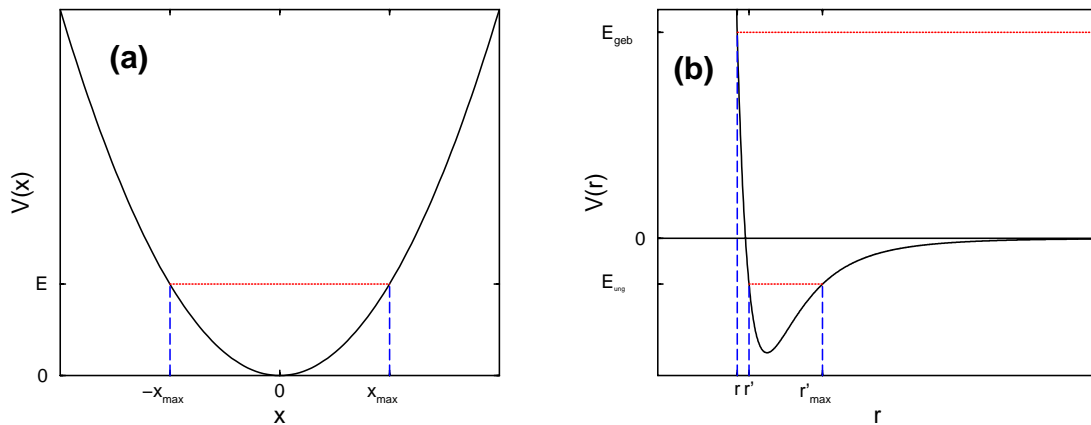 (a)
V(x)
E
0
−x_max
0
x_max
x
(b)
E_geb
V(r)
0
E_ung
r
r'
r'_max
r